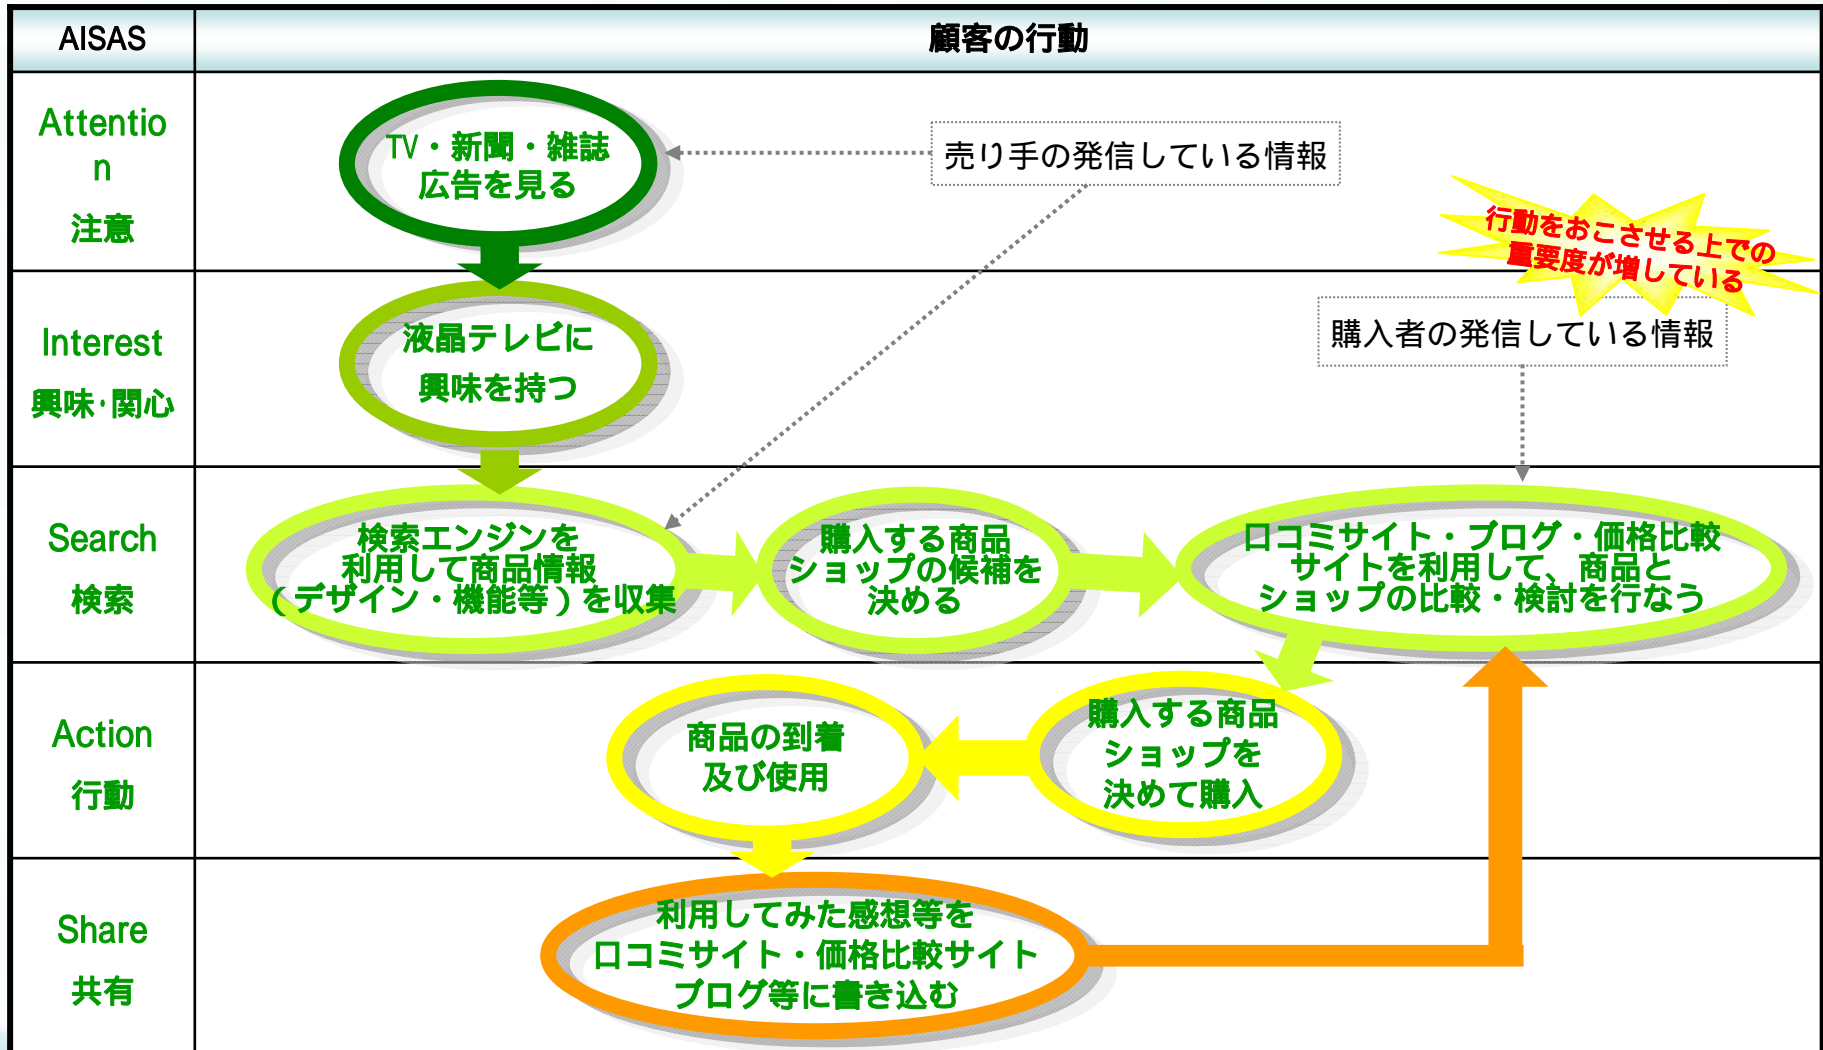 AISAS
顧客の行動
Attentio
n
注意
TV・新聞・雑誌
広告を見る
売り手の発信している情報
行動をおこさせる上での
重要度が増している
Interest
興味・関心
液晶テレビに
興味を持つ
購入者の発信している情報
Search
検索
検索エンジンを
利用して商品情報
（デザイン・機能等）を収集
購入する商品
ショップの候補を
決める
口コミサイト・ブログ・価格比較
サイトを利用して、商品と
ショップの比較・検討を行なう
Action
行動
商品の到着
及び使用
購入する商品
ショップを
決めて購入
Share
共有
利用してみた感想等を
口コミサイト・価格比較サイト
ブログ等に書き込む